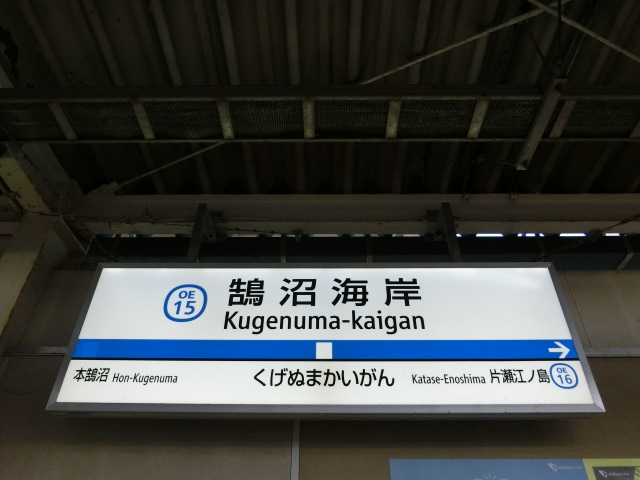 OE
15
鵠沼海岸
Kugenuma-kaigan
本鵠沼 Hon-Kugenuma
くげぬまかいがん
Katase-Enoshima 片瀬江ノ島
OE
16